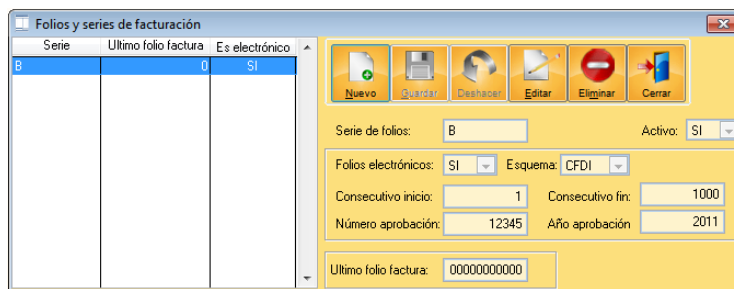 Folios y series de facturación
Serie Ultimo folio factura Es electrónico
B 0 SI
Nuevo Guardar Deshacer Editar Eliminar Cerrar
Serie de folios: B Activo: SI
Folios electrónicos: SI Esquema: CFDI
Consecutivo inicio: 1 Consecutivo fin: 1000
Número aprobación: 12345 Año aprobación 2011
Ultimo folio factura: 00000000000